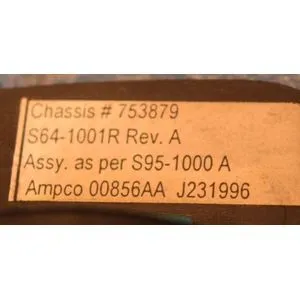 Chassis # 753879
S64-1001R Rev. A
Assy. as per S95-1000 A
Ampco 00856AA J231996